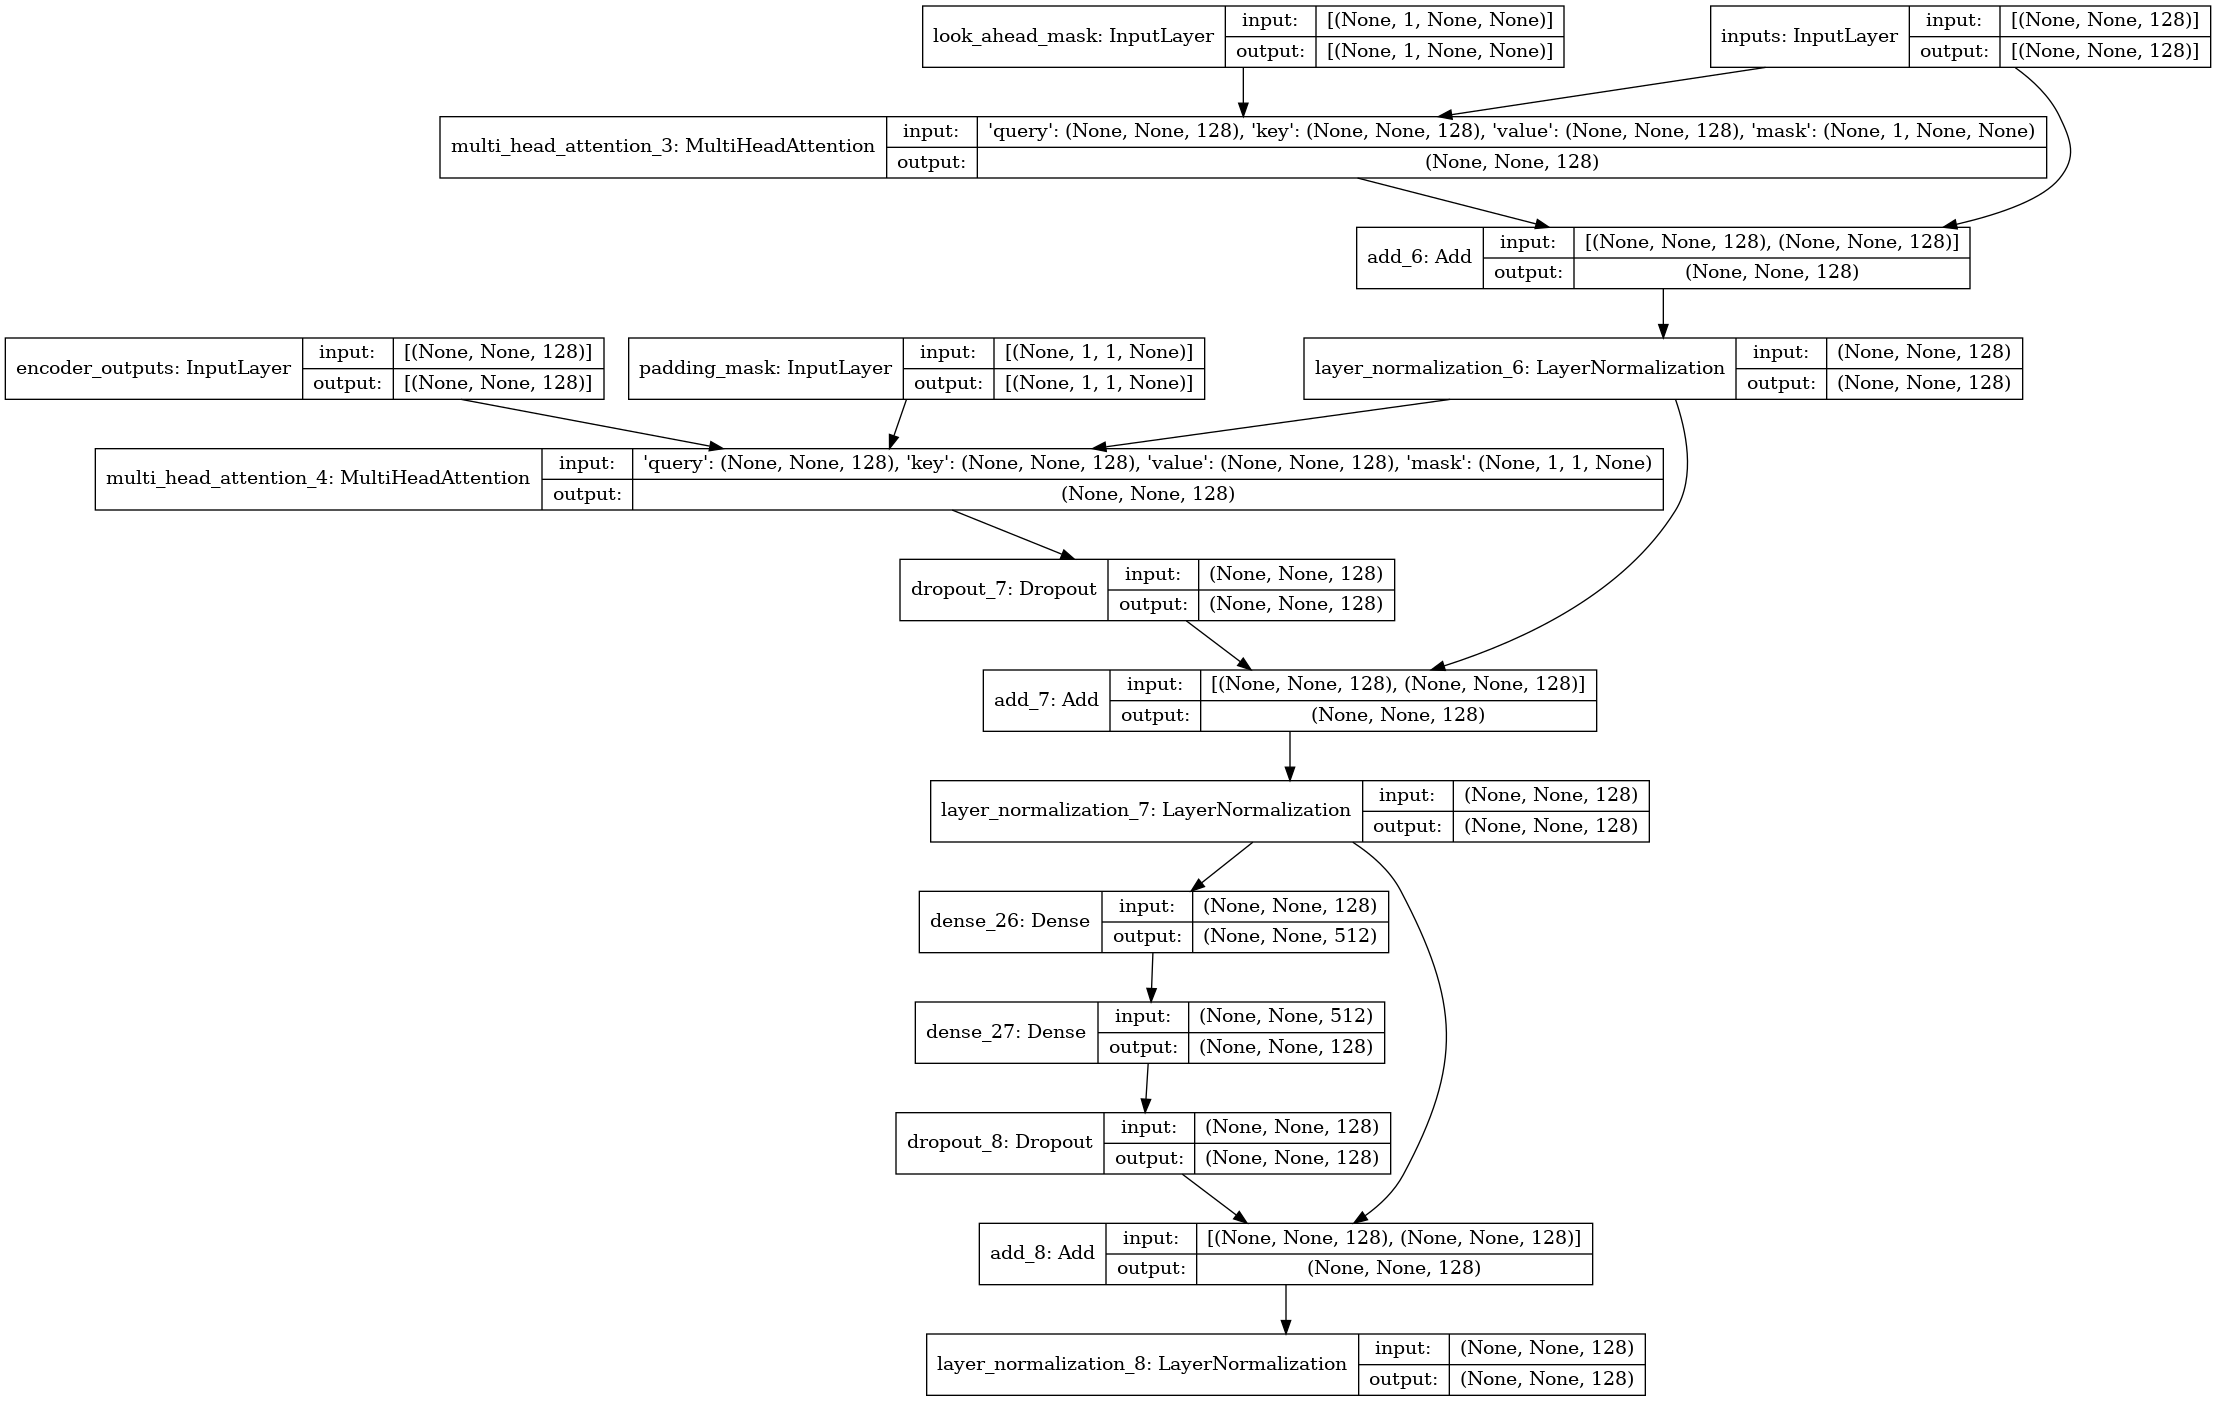 look_ahead_mask: InputLayer
input: [(None, 1, None, None)]
output: [(None, 1, None, None)]
inputs: InputLayer
input: [(None, None, 128)]
output: [(None, None, 128)]
multi_head_attention_3: MultiHeadAttention
input: 'query': (None, None, 128), 'key': (None, None, 128), 'value': (None, None, 128), 'mask': (None, 1, None, None)
output: (None, None, 128)
add_6: Add
input: [(None, None, 128), (None, None, 128)]
output: (None, None, 128)
encoder_outputs: InputLayer
input: [(None, None, 128)]
output: [(None, None, 128)]
padding_mask: InputLayer
input: [(None, 1, 1, None)]
output: [(None, 1, 1, None)]
layer_normalization_6: LayerNormalization
input: (None, None, 128)
output: (None, None, 128)
multi_head_attention_4: MultiHeadAttention
input: 'query': (None, None, 128), 'key': (None, None, 128), 'value': (None, None, 128), 'mask': (None, 1, 1, None)
output: (None, None, 128)
dropout_7: Dropout
input: (None, None, 128)
output: (None, None, 128)
add_7: Add
input: [(None, None, 128), (None, None, 128)]
output: (None, None, 128)
layer_normalization_7: LayerNormalization
input: (None, None, 128)
output: (None, None, 128)
dense_26: Dense
input: (None, None, 128)
output: (None, None, 512)
dense_27: Dense
input: (None, None, 512)
output: (None, None, 128)
dropout_8: Dropout
input: (None, None, 128)
output: (None, None, 128)
add_8: Add
input: [(None, None, 128), (None, None, 128)]
output: (None, None, 128)
layer_normalization_8: LayerNormalization
input: (None, None, 128)
output: (None, None, 128)